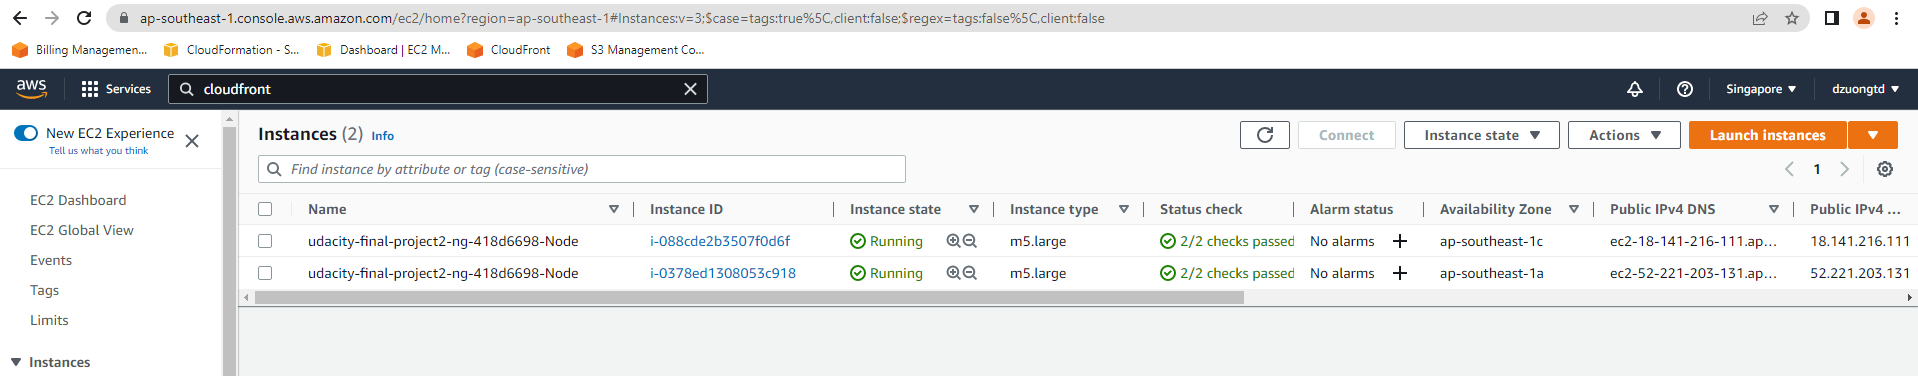 ap-southeast-1.console.aws.amazon.com/ec2/home?region=ap-southeast-1#Instances:v=3;$case=tags:true%5C,client:false;$regex=tags:false%5C,client:false
Billing Managemen... CloudFormation - S... Dashboard | EC2 M... CloudFront S3 Management Co...
aws Services cloudfront Singapore dzuongtd
New EC2 Experience
Tell us what you think
EC2 Dashboard
EC2 Global View
Events
Tags
Limits
Instances
Instances (2) Info Connect Instance state Actions Launch instances
Find instance by attribute or tag (case-sensitive) 1
Name Instance ID Instance state Instance type Status check Alarm status Availability Zone Public IPv4 DNS Public IPv4 ...
udacity-final-project2-ng-418d6698-Node i-088cde2b3507f0d6f Running m5.large 2/2 checks passed No alarms + ap-southeast-1c ec2-18-141-216-111.ap... 18.141.216.111
udacity-final-project2-ng-418d6698-Node i-0378ed1308053c918 Running m5.large 2/2 checks passed No alarms + ap-southeast-1a ec2-52-221-203-131.ap... 52.221.203.131